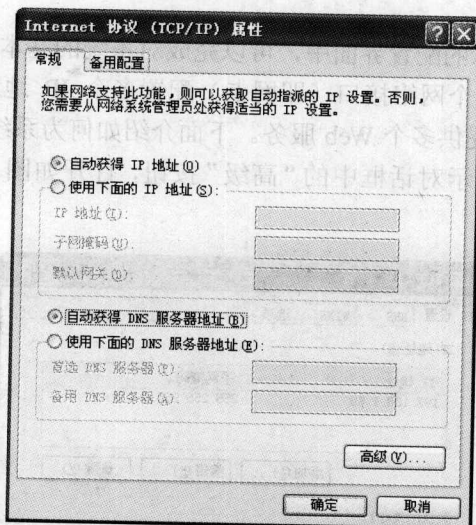 Internet 协议 (TCP/IP) 属性
常规 备用配置
如果网络支持此功能，则可以获取自动指派的 IP 设置。否则，
您需要从网络系统管理员处获得适当的 IP 设置。
自动获得 IP 地址(O)
使用下面的 IP 地址(S):
IP 地址(I):
子网掩码(U):
默认网关(D):
自动获得 DNS 服务器地址(B)
使用下面的 DNS 服务器地址(E):
首选 DNS 服务器(P):
备用 DNS 服务器(A):
高级(V)...
确定 取消